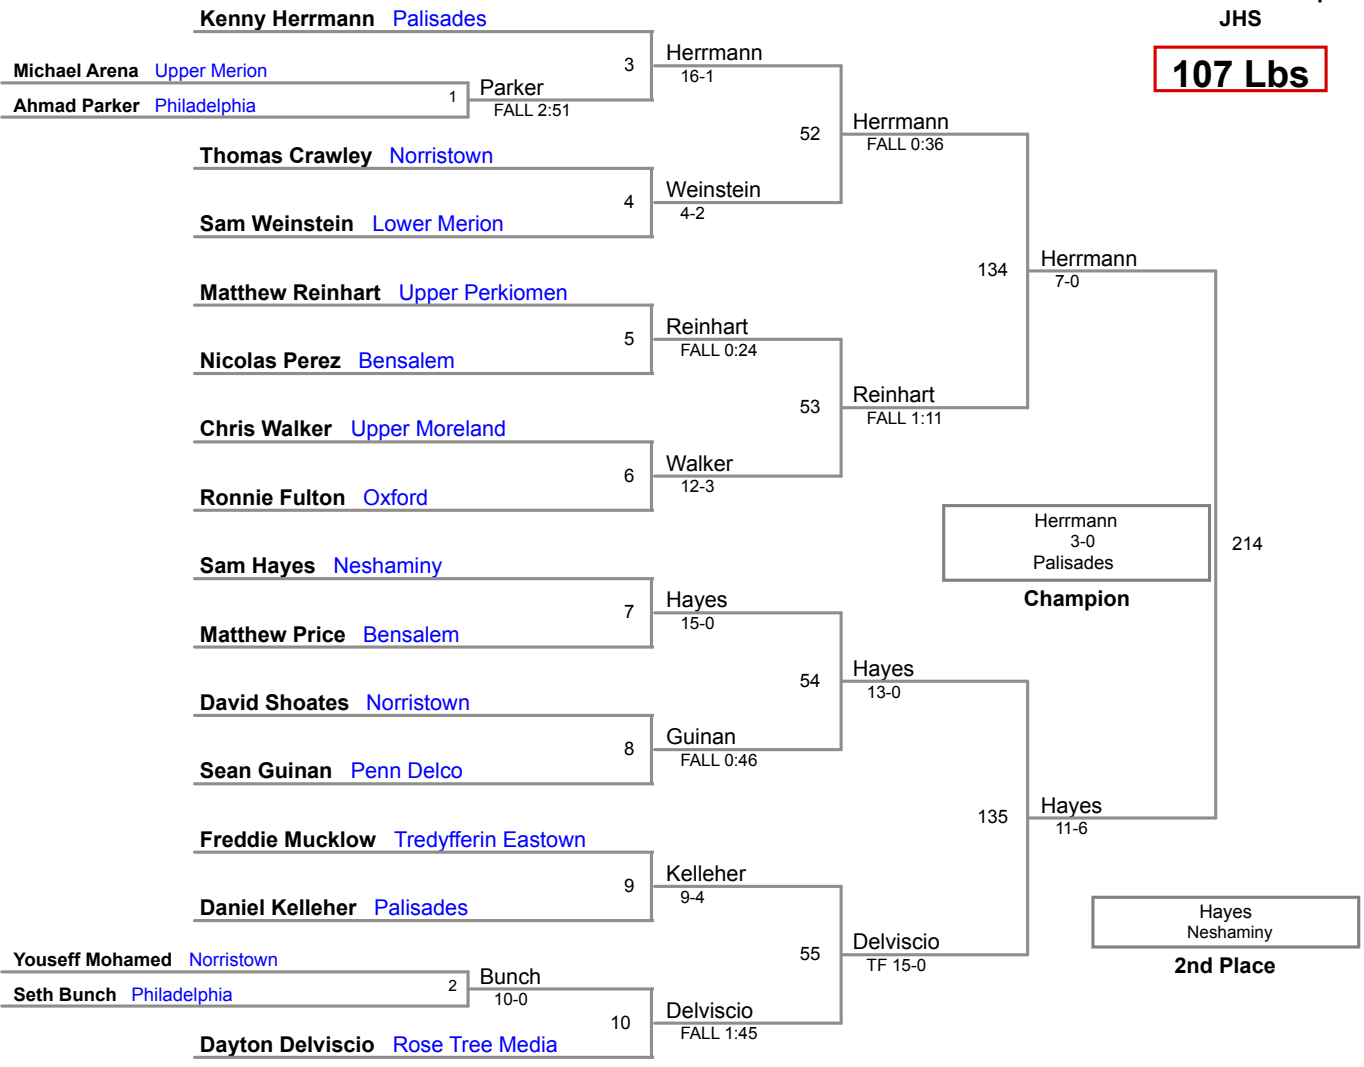 JHS
107 Lbs
Kenny Herrmann Palisades
Michael Arena Upper Merion
1
Ahmad Parker Philadelphia
Parker
FALL 2:51
3
Herrmann
16-1
Thomas Crawley Norristown
4
Sam Weinstein Lower Merion
Weinstein
4-2
52
Herrmann
FALL 0:36
Matthew Reinhart Upper Perkiomen
5
Nicolas Perez Bensalem
Reinhart
FALL 0:24
Chris Walker Upper Moreland
6
Ronnie Fulton Oxford
Walker
12-3
53
Reinhart
FALL 1:11
134
Herrmann
7-0
Sam Hayes Neshaminy
7
Matthew Price Bensalem
Hayes
15-0
David Shoates Norristown
8
Sean Guinan Penn Delco
Guinan
FALL 0:46
54
Hayes
13-0
Freddie Mucklow Tredyfferin Eastown
9
Daniel Kelleher Palisades
Kelleher
9-4
Youseff Mohamed Norristown
2
Seth Bunch Philadelphia
Bunch
10-0
10
Dayton Delviscio Rose Tree Media
Delviscio
FALL 1:45
55
Delviscio
TF 15-0
135
Hayes
11-6
214
Herrmann
3-0
Palisades
Champion
Hayes
Neshaminy
2nd Place